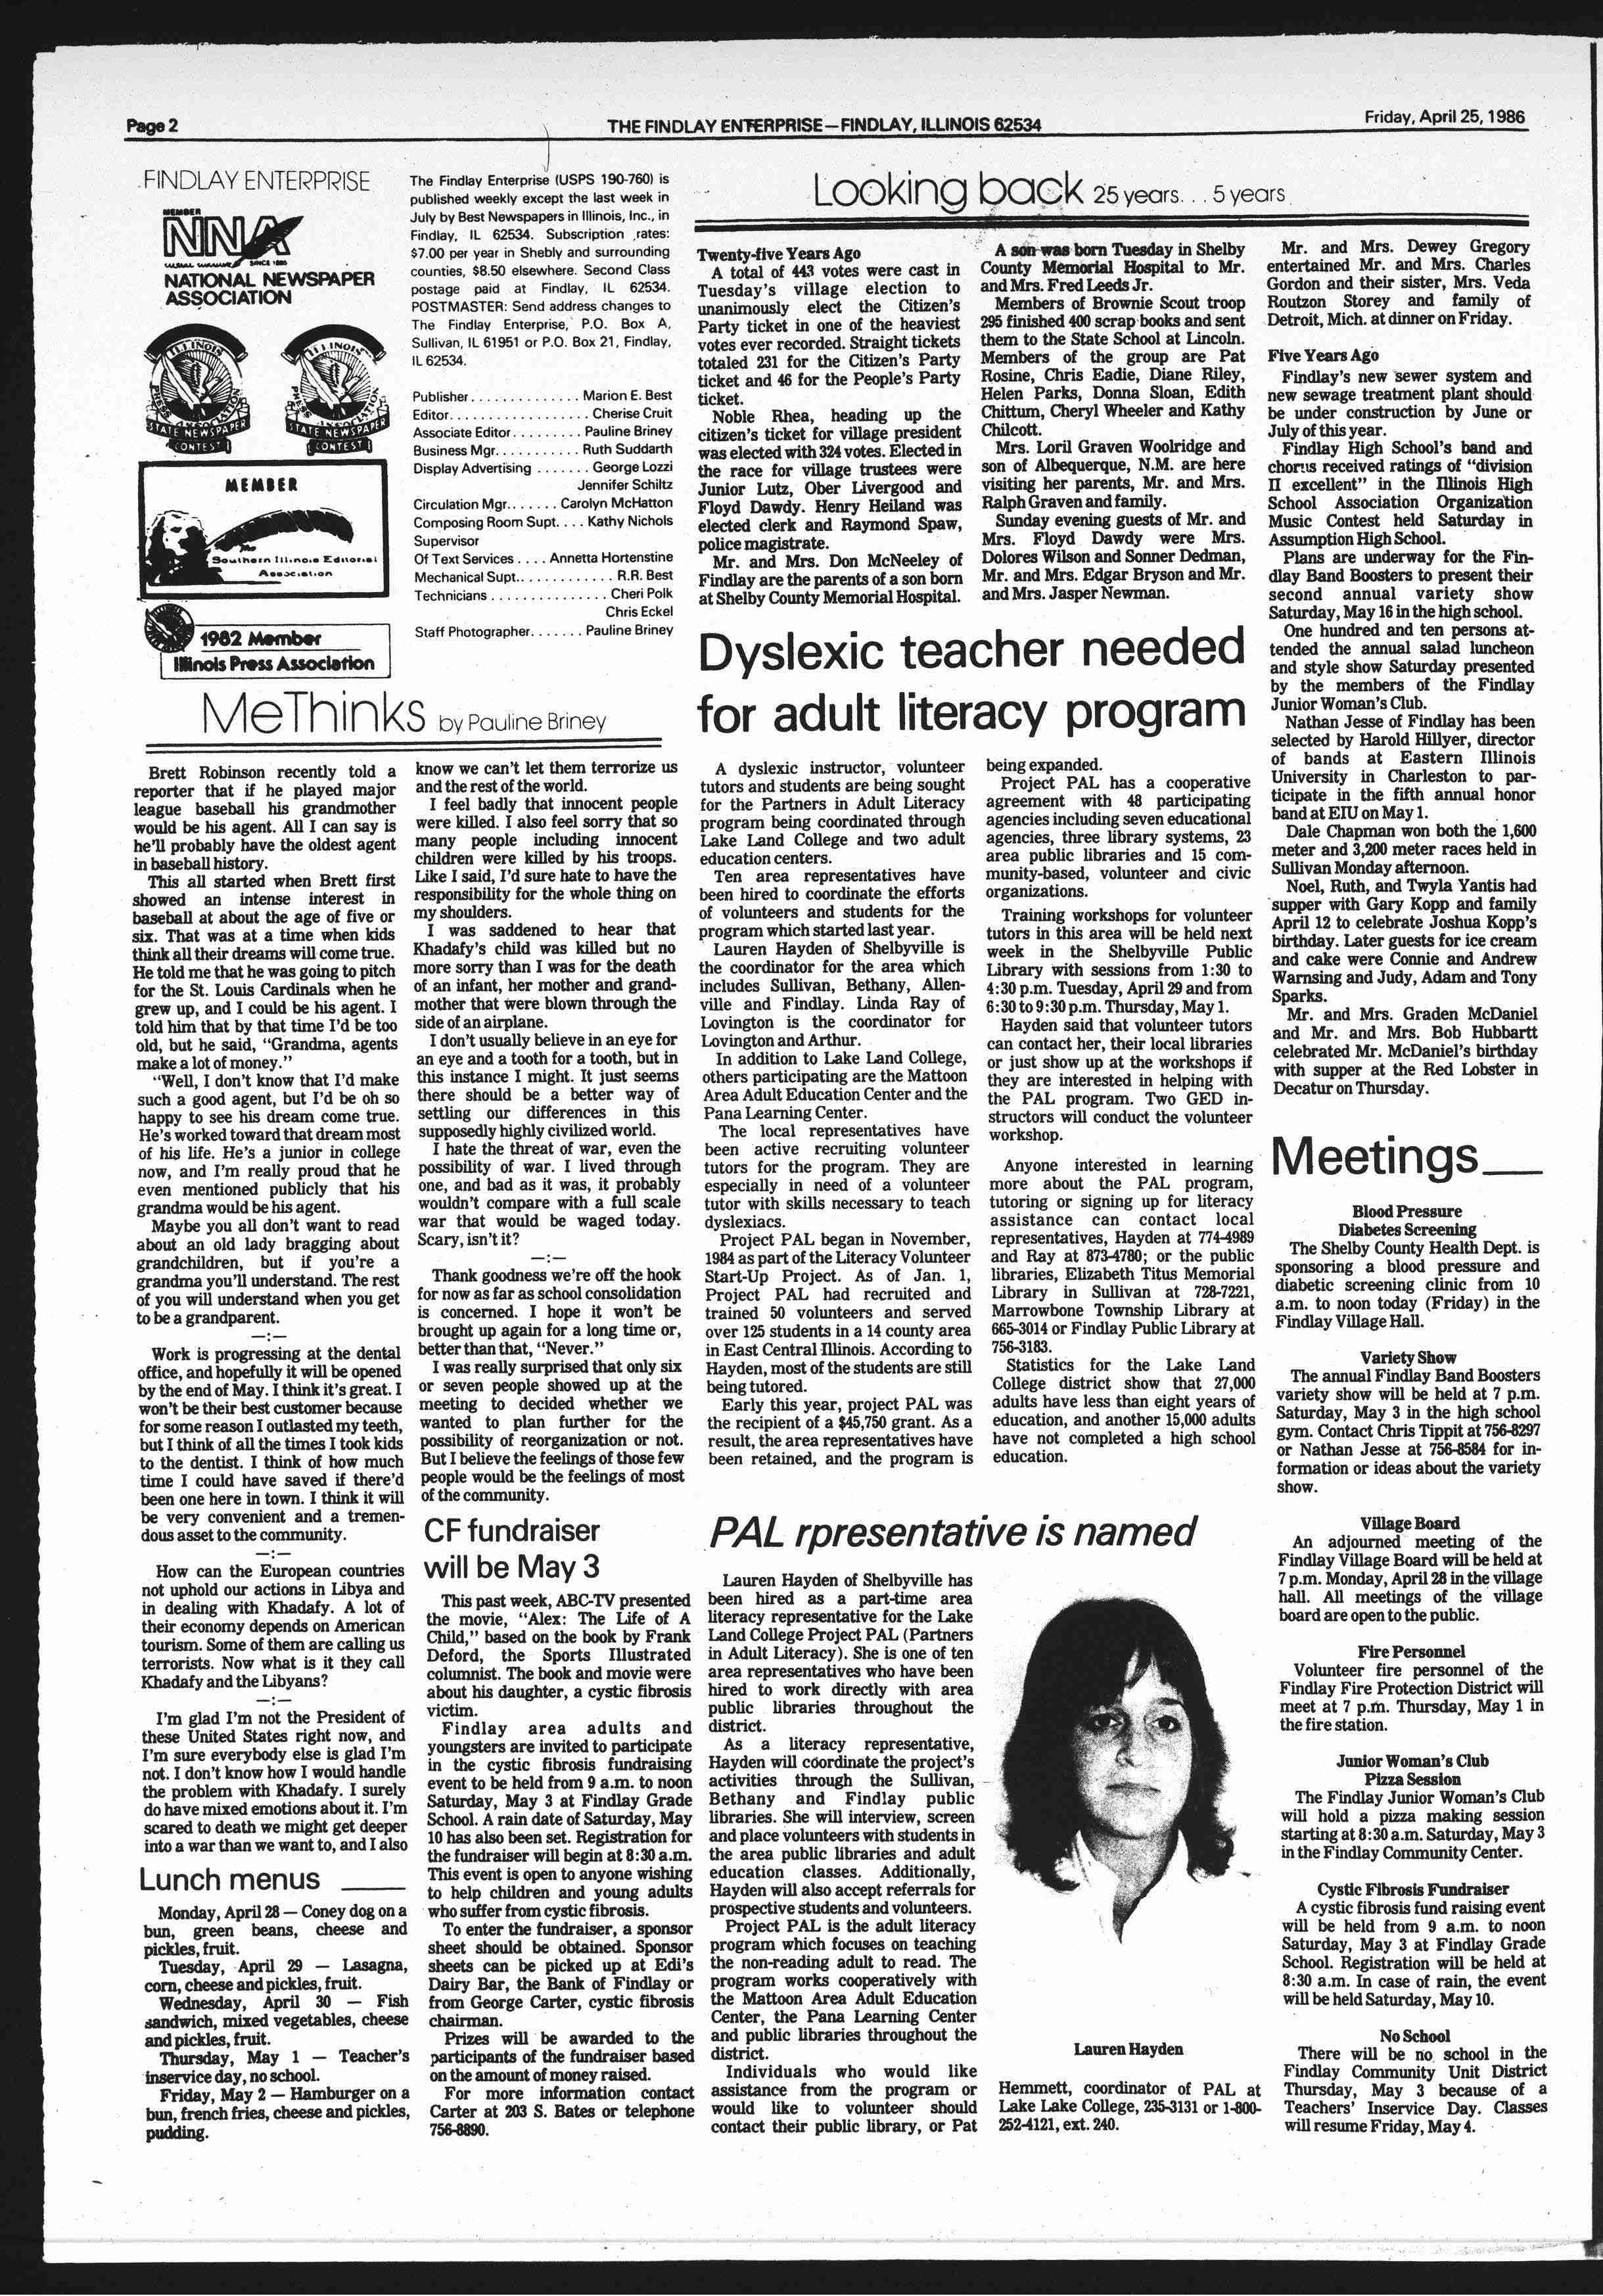 Page 2
THE FINDLAY ENTERPRISE—FINDLAY, ILLINOIS 62534
Friday, April 25, 1986
FINDLAY ENTERPRISE
MEMBER
NNA
SINCE 1885
NATIONAL NEWSPAPER
ASSOCIATION
ILLINOIS
PRESS ASSOCIATION
STATE NEWSPAPER
CONTEST
ILLINOIS
PRESS ASSOCIATION
STATE NEWSPAPER
CONTEST
MEMBER
The
Southern Illinois Editorial
Association
1982 Member
Illinois Press Association
The Findlay Enterprise (USPS 190-760) is
published weekly except the last week in
July by Best Newspapers in Illinois, Inc., in
Findlay, IL 62534. Subscription rates:
$7.00 per year in Shebly and surrounding
counties, $8.50 elsewhere. Second Class
postage paid at Findlay, IL 62534.
POSTMASTER: Send address changes to
The Findlay Enterprise, P.O. Box A,
Sullivan, IL 61951 or P.O. Box 21, Findlay,
IL 62534.
Publisher. . . . . . . . . . . . . . Marion E. Best
Editor. . . . . . . . . . . . . . . . . Cherise Cruit
Associate Editor. . . . . . . . . Pauline Briney
Business Mgr. . . . . . . . . . . Ruth Suddarth
Display Advertising . . . . . . . George Lozzi
Jennifer Schiltz
Circulation Mgr. . . . . . . Carolyn McHatton
Composing Room Supt. . . . Kathy Nichols
Supervisor
Of Text Services . . . . Annetta Hortenstine
Mechanical Supt. . . . . . . . . . . . . R.R. Best
Technicians . . . . . . . . . . . . . . . Cheri Polk
Chris Eckel
Staff Photographer. . . . . . . Pauline Briney
MeThinks by Pauline Briney
Brett Robinson recently told a
reporter that if he played major
league baseball his grandmother
would be his agent. All I can say is
he'll probably have the oldest agent
in baseball history.
This all started when Brett first
showed an intense interest in
baseball at about the age of five or
six. That was at a time when kids
think all their dreams will come true.
He told me that he was going to pitch
for the St. Louis Cardinals when he
grew up, and I could be his agent. I
told him that by that time I'd be too
old, but he said, "Grandma, agents
make a lot of money."
"Well, I don't know that I'd make
such a good agent, but I'd be oh so
happy to see his dream come true.
He's worked toward that dream most
of his life. He's a junior in college
now, and I'm really proud that he
even mentioned publicly that his
grandma would be his agent.
Maybe you all don't want to read
about an old lady bragging about
grandchildren, but if you're a
grandma you'll understand. The rest
of you will understand when you get
to be a grandparent.
—:—
Work is progressing at the dental
office, and hopefully it will be opened
by the end of May. I think it's great. I
won't be their best customer because
for some reason I outlasted my teeth,
but I think of all the times I took kids
to the dentist. I think of how much
time I could have saved if there'd
been one here in town. I think it will
be very convenient and a tremen-
dous asset to the community.
—:—
How can the European countries
not uphold our actions in Libya and
in dealing with Khadafy. A lot of
their economy depends on American
tourism. Some of them are calling us
terrorists. Now what is it they call
Khadafy and the Libyans?
—:—
I'm glad I'm not the President of
these United States right now, and
I'm sure everybody else is glad I'm
not. I don't know how I would handle
the problem with Khadafy. I surely
do have mixed emotions about it. I'm
scared to death we might get deeper
into a war than we want to, and I also
know we can't let them terrorize us
and the rest of the world.
I feel badly that innocent people
were killed. I also feel sorry that so
many people including innocent
children were killed by his troops.
Like I said, I'd sure hate to have the
responsibility for the whole thing on
my shoulders.
I was saddened to hear that
Khadafy's child was killed but no
more sorry than I was for the death
of an infant, her mother and grand-
mother that were blown through the
side of an airplane.
I don't usually believe in an eye for
an eye and a tooth for a tooth, but in
this instance I might. It just seems
there should be a better way of
settling our differences in this
supposedly highly civilized world.
I hate the threat of war, even the
possibility of war. I lived through
one, and bad as it was, it probably
wouldn't compare with a full scale
war that would be waged today.
Scary, isn't it?
—:—
Thank goodness we're off the hook
for now as far as school consolidation
is concerned. I hope it won't be
brought up again for a long time or,
better than that, "Never."
I was really surprised that only six
or seven people showed up at the
meeting to decided whether we
wanted to plan further for the
possibility of reorganization or not.
But I believe the feelings of those few
people would be the feelings of most
of the community.
Lunch menus
Monday, April 28 — Coney dog on a
bun, green beans, cheese and
pickles, fruit.
Tuesday, April 29 — Lasagna,
corn, cheese and pickles, fruit.
Wednesday, April 30 — Fish
sandwich, mixed vegetables, cheese
and pickles, fruit.
Thursday, May 1 — Teacher's
inservice day, no school.
Friday, May 2 — Hamburger on a
bun, french fries, cheese and pickles,
pudding.
CF fundraiser
will be May 3
This past week, ABC-TV presented
the movie, "Alex: The Life of A
Child," based on the book by Frank
Deford, the Sports Illustrated
columnist. The book and movie were
about his daughter, a cystic fibrosis
victim.
Findlay area adults and
youngsters are invited to participate
in the cystic fibrosis fundraising
event to be held from 9 a.m. to noon
Saturday, May 3 at Findlay Grade
School. A rain date of Saturday, May
10 has also been set. Registration for
the fundraiser will begin at 8:30 a.m.
This event is open to anyone wishing
to help children and young adults
who suffer from cystic fibrosis.
To enter the fundraiser, a sponsor
sheet should be obtained. Sponsor
sheets can be picked up at Edi's
Dairy Bar, the Bank of Findlay or
from George Carter, cystic fibrosis
chairman.
Prizes will be awarded to the
participants of the fundraiser based
on the amount of money raised.
For more information contact
Carter at 203 S. Bates or telephone
756-8890.
Looking back 25 years. . . 5 years
Twenty-five Years Ago
A total of 443 votes were cast in
Tuesday's village election to
unanimously elect the Citizen's
Party ticket in one of the heaviest
votes ever recorded. Straight tickets
totaled 231 for the Citizen's Party
ticket and 46 for the People's Party
ticket.
Noble Rhea, heading up the
citizen's ticket for village president
was elected with 324 votes. Elected in
the race for village trustees were
Junior Lutz, Ober Livergood and
Floyd Dawdy. Henry Heiland was
elected clerk and Raymond Spaw,
police magistrate.
Mr. and Mrs. Don McNeeley of
Findlay are the parents of a son born
at Shelby County Memorial Hospital.
A son was born Tuesday in Shelby
County Memorial Hospital to Mr.
and Mrs. Fred Leeds Jr.
Members of Brownie Scout troop
295 finished 400 scrap books and sent
them to the State School at Lincoln.
Members of the group are Pat
Rosine, Chris Eadie, Diane Riley,
Helen Parks, Donna Sloan, Edith
Chittum, Cheryl Wheeler and Kathy
Chilcott.
Mrs. Loril Graven Woolridge and
son of Albequerque, N.M. are here
visiting her parents, Mr. and Mrs.
Ralph Graven and family.
Sunday evening guests of Mr. and
Mrs. Floyd Dawdy were Mrs.
Dolores Wilson and Sonner Dedman,
Mr. and Mrs. Edgar Bryson and Mr.
and Mrs. Jasper Newman.
Mr. and Mrs. Dewey Gregory
entertained Mr. and Mrs. Charles
Gordon and their sister, Mrs. Veda
Routzon Storey and family of
Detroit, Mich. at dinner on Friday.
Five Years Ago
Findlay's new sewer system and
new sewage treatment plant should
be under construction by June or
July of this year.
Findlay High School's band and
chorus received ratings of "division
II excellent" in the Illinois High
School Association Organization
Music Contest held Saturday in
Assumption High School.
Plans are underway for the Fin-
dlay Band Boosters to present their
second annual variety show
Saturday, May 16 in the high school.
One hundred and ten persons at-
tended the annual salad luncheon
and style show Saturday presented
by the members of the Findlay
Junior Woman's Club.
Nathan Jesse of Findlay has been
selected by Harold Hillyer, director
of bands at Eastern Illinois
University in Charleston to par-
ticipate in the fifth annual honor
band at EIU on May 1.
Dale Chapman won both the 1,600
meter and 3,200 meter races held in
Sullivan Monday afternoon.
Noel, Ruth, and Twyla Yantis had
supper with Gary Kopp and family
April 12 to celebrate Joshua Kopp's
birthday. Later guests for ice cream
and cake were Connie and Andrew
Warnsing and Judy, Adam and Tony
Sparks.
Mr. and Mrs. Graden McDaniel
and Mr. and Mrs. Bob Hubbartt
celebrated Mr. McDaniel's birthday
with supper at the Red Lobster in
Decatur on Thursday.
Dyslexic teacher needed
for adult literacy program
A dyslexic instructor, volunteer
tutors and students are being sought
for the Partners in Adult Literacy
program being coordinated through
Lake Land College and two adult
education centers.
Ten area representatives have
been hired to coordinate the efforts
of volunteers and students for the
program which started last year.
Lauren Hayden of Shelbyville is
the coordinator for the area which
includes Sullivan, Bethany, Allen-
ville and Findlay. Linda Ray of
Lovington is the coordinator for
Lovington and Arthur.
In addition to Lake Land College,
others participating are the Mattoon
Area Adult Education Center and the
Pana Learning Center.
The local representatives have
been active recruiting volunteer
tutors for the program. They are
especially in need of a volunteer
tutor with skills necessary to teach
dyslexiacs.
Project PAL began in November,
1984 as part of the Literacy Volunteer
Start-Up Project. As of Jan. 1,
Project PAL had recruited and
trained 50 volunteers and served
over 125 students in a 14 county area
in East Central Illinois. According to
Hayden, most of the students are still
being tutored.
Early this year, project PAL was
the recipient of a $45,750 grant. As a
result, the area representatives have
been retained, and the program is
being expanded.
Project PAL has a cooperative
agreement with 48 participating
agencies including seven educational
agencies, three library systems, 23
area public libraries and 15 com-
munity-based, volunteer and civic
organizations.
Training workshops for volunteer
tutors in this area will be held next
week in the Shelbyville Public
Library with sessions from 1:30 to
4:30 p.m. Tuesday, April 29 and from
6:30 to 9:30 p.m. Thursday, May 1.
Hayden said that volunteer tutors
can contact her, their local libraries
or just show up at the workshops if
they are interested in helping with
the PAL program. Two GED in-
structors will conduct the volunteer
workshop.
Anyone interested in learning
more about the PAL program,
tutoring or signing up for literacy
assistance can contact local
representatives, Hayden at 774-4989
and Ray at 873-4780; or the public
libraries, Elizabeth Titus Memorial
Library in Sullivan at 728-7221,
Marrowbone Township Library at
665-3014 or Findlay Public Library at
756-3183.
Statistics for the Lake Land
College district show that 27,000
adults have less than eight years of
education, and another 15,000 adults
have not completed a high school
education.
PAL rpresentative is named
Lauren Hayden of Shelbyville has
been hired as a part-time area
literacy representative for the Lake
Land College Project PAL (Partners
in Adult Literacy). She is one of ten
area representatives who have been
hired to work directly with area
public libraries throughout the
district.
As a literacy representative,
Hayden will coordinate the project's
activities through the Sullivan,
Bethany and Findlay public
libraries. She will interview, screen
and place volunteers with students in
the area public libraries and adult
education classes. Additionally,
Hayden will also accept referrals for
prospective students and volunteers.
Project PAL is the adult literacy
program which focuses on teaching
the non-reading adult to read. The
program works cooperatively with
the Mattoon Area Adult Education
Center, the Pana Learning Center
and public libraries throughout the
district.
Individuals who would like
assistance from the program or
would like to volunteer should
contact their public library, or Pat
Lauren Hayden
Hemmett, coordinator of PAL at
Lake Lake College, 235-3131 or 1-800-
252-4121, ext. 240.
Meetings
Blood Pressure
Diabetes Screening
The Shelby County Health Dept. is
sponsoring a blood pressure and
diabetic screening clinic from 10
a.m. to noon today (Friday) in the
Findlay Village Hall.
Variety Show
The annual Findlay Band Boosters
variety show will be held at 7 p.m.
Saturday, May 3 in the high school
gym. Contact Chris Tippit at 756-8297
or Nathan Jesse at 756-8584 for in-
formation or ideas about the variety
show.
Village Board
An adjourned meeting of the
Findlay Village Board will be held at
7 p.m. Monday, April 28 in the village
hall. All meetings of the village
board are open to the public.
Fire Personnel
Volunteer fire personnel of the
Findlay Fire Protection District will
meet at 7 p.m. Thursday, May 1 in
the fire station.
Junior Woman's Club
Pizza Session
The Findlay Junior Woman's Club
will hold a pizza making session
starting at 8:30 a.m. Saturday, May 3
in the Findlay Community Center.
Cystic Fibrosis Fundraiser
A cystic fibrosis fund raising event
will be held from 9 a.m. to noon
Saturday, May 3 at Findlay Grade
School. Registration will be held at
8:30 a.m. In case of rain, the event
will be held Saturday, May 10.
No School
There will be no school in the
Findlay Community Unit District
Thursday, May 3 because of a
Teachers' Inservice Day. Classes
will resume Friday, May 4.